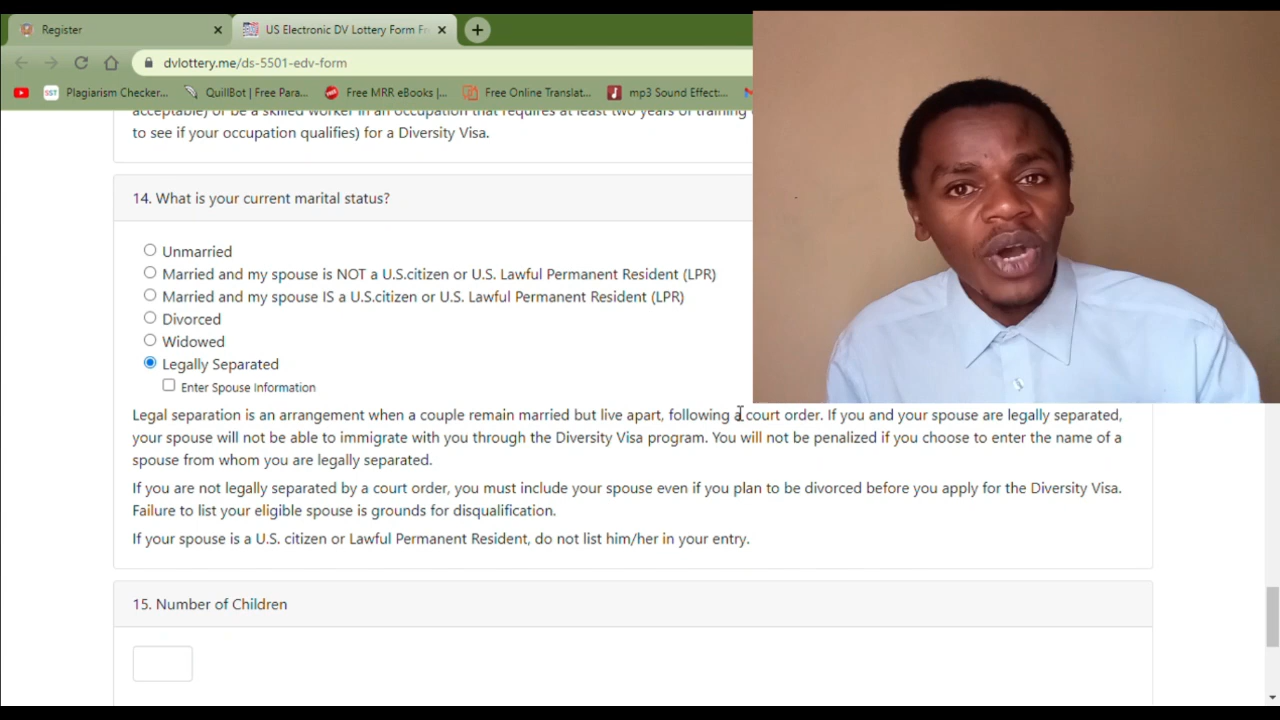 Register
US Electronic DV Lottery Form Fr
dvlottery.me/ds-5501-edv-form
SST Plagiarism Checker... QuillBot | Free Para... Free MRR eBooks |... Free Online Translat... mp3 Sound Effect:...
acceptable) or be a skilled worker in an occupation that requires at least two years of training
to see if your occupation qualifies) for a Diversity Visa.
14. What is your current marital status?
Unmarried
Married and my spouse is NOT a U.S.citizen or U.S. Lawful Permanent Resident (LPR)
Married and my spouse IS a U.S.citizen or U.S. Lawful Permanent Resident (LPR)
Divorced
Widowed
Legally Separated
Enter Spouse Information
Legal separation is an arrangement when a couple remain married but live apart, following a court order. If you and your spouse are legally separated,
your spouse will not be able to immigrate with you through the Diversity Visa program. You will not be penalized if you choose to enter the name of a
spouse from whom you are legally separated.
If you are not legally separated by a court order, you must include your spouse even if you plan to be divorced before you apply for the Diversity Visa.
Failure to list your eligible spouse is grounds for disqualification.
If your spouse is a U.S. citizen or Lawful Permanent Resident, do not list him/her in your entry.
15. Number of Children